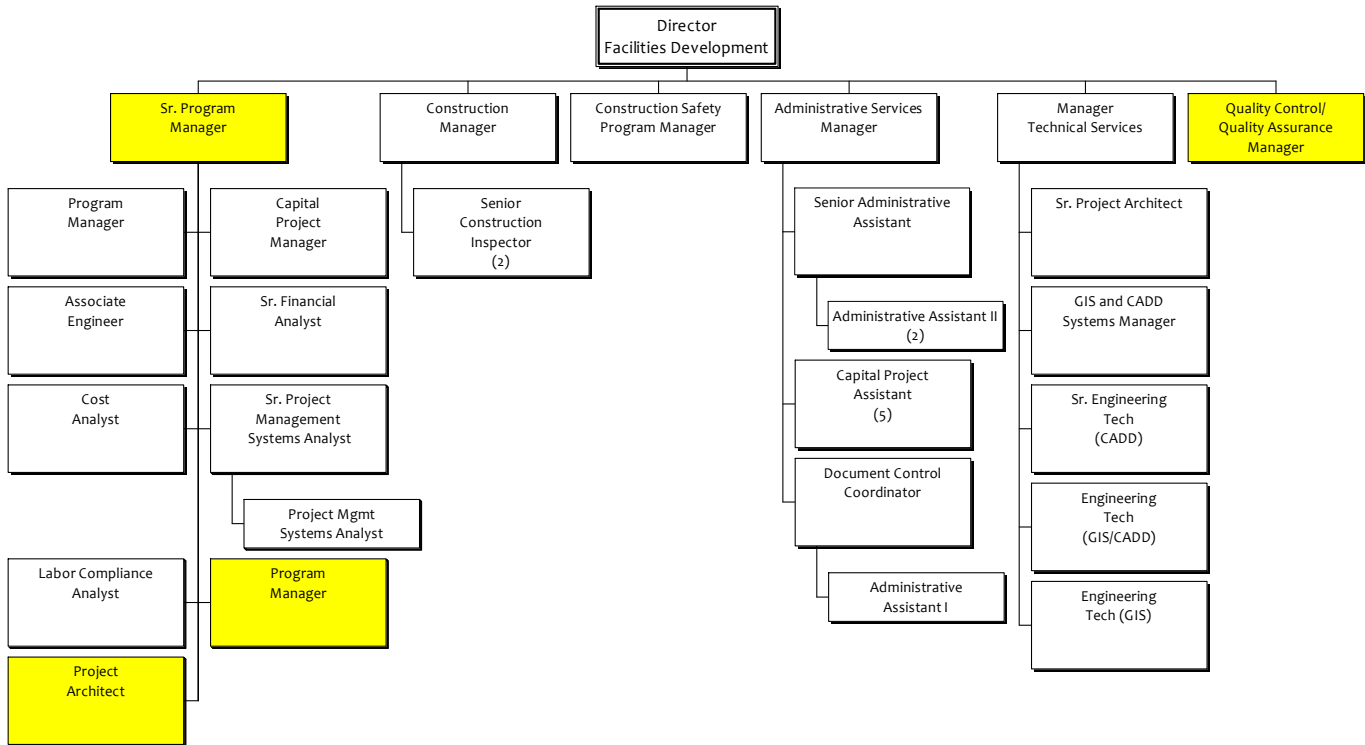 Director
Facilities Development
Sr. Program
Manager
Construction
Manager
Construction Safety
Program Manager
Administrative Services
Manager
Manager
Technical Services
Quality Control/
Quality Assurance
Manager
Program
Manager
Capital
Project
Manager
Associate
Engineer
Sr. Financial
Analyst
Cost
Analyst
Sr. Project
Management
Systems Analyst
Project Mgmt
Systems Analyst
Labor Compliance
Analyst
Program
Manager
Project
Architect
Senior
Construction
Inspector
(2)
Senior Administrative
Assistant
Administrative Assistant II
(2)
Capital Project
Assistant
(5)
Document Control
Coordinator
Administrative
Assistant I
Sr. Project Architect
GIS and CADD
Systems Manager
Sr. Engineering
Tech
(CADD)
Engineering
Tech
(GIS/CADD)
Engineering
Tech (GIS)